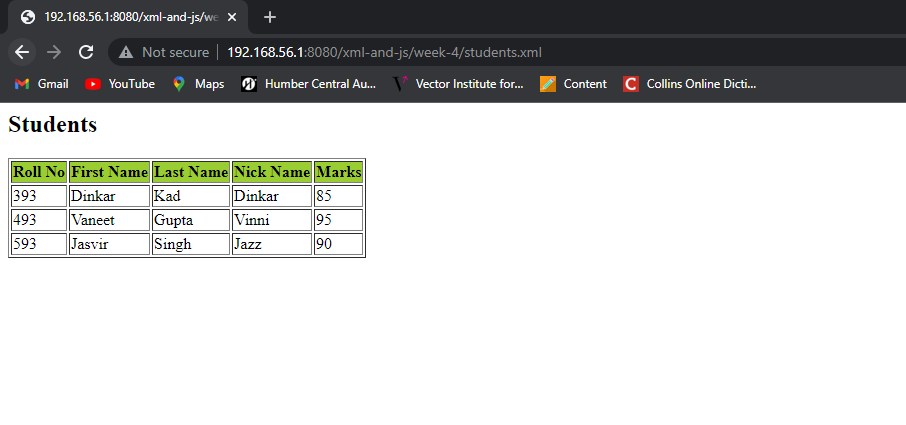 192.168.56.1:8080/xml-and-js/we
Not secure 192.168.56.1:8080/xml-and-js/week-4/students.xml
Gmail YouTube Maps Humber Central Au... Vector Institute for... Content Collins Online Dicti...
Students
Roll No First Name Last Name Nick Name Marks
393 Dinkar Kad Dinkar 85
493 Vaneet Gupta Vinni 95
593 Jasvir Singh Jazz 90